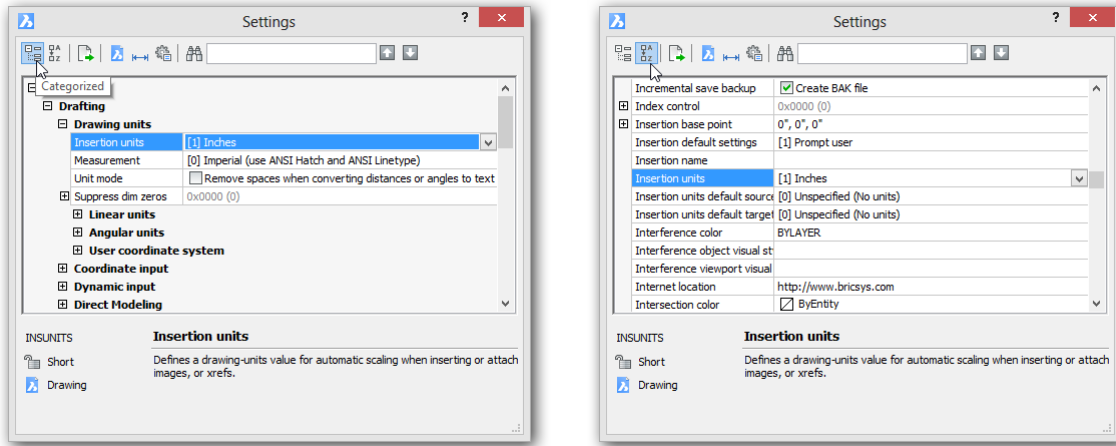 Settings
?
Categorized
Drafting
Drawing units
Insertion units [1] Inches
Measurement [0] Imperial (use ANSI Hatch and ANSI Linetype)
Unit mode Remove spaces when converting distances or angles to text
Suppress dim zeros 0x0000 (0)
Linear units
Angular units
User coordinate system
Coordinate input
Dynamic input
Direct Modeling
INSUNITS
Insertion units
Short
Defines a drawing-units value for automatic scaling when inserting or attach
images, or xrefs.
Drawing
Settings
?
Incremental save backup Create BAK file
Index control 0x0000 (0)
Insertion base point 0", 0", 0"
Insertion default settings [1] Prompt user
Insertion name
Insertion units [1] Inches
Insertion units default source [0] Unspecified (No units)
Insertion units default target [0] Unspecified (No units)
Interference color BYLAYER
Interference object visual st
Interference viewport visual
Internet location http://www.bricsys.com
Intersection color ByEntity
INSUNITS
Insertion units
Short
Defines a drawing-units value for automatic scaling when inserting or attach
images, or xrefs.
Drawing